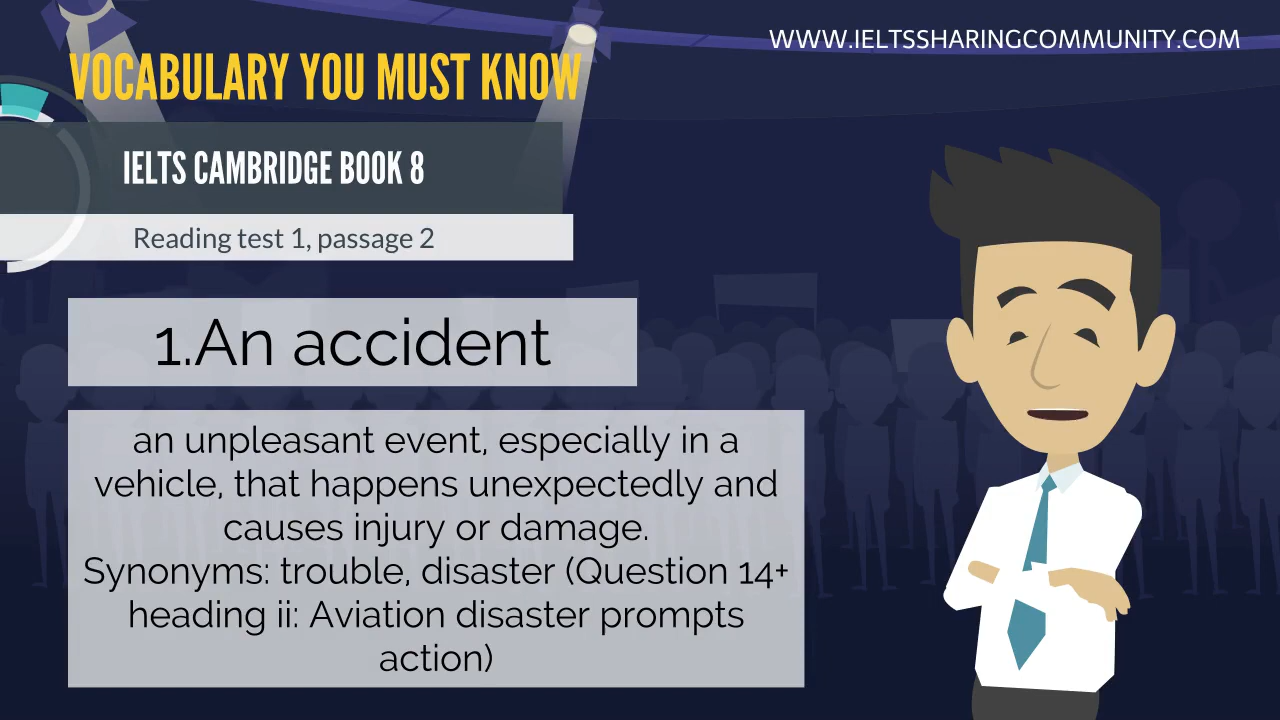 WWW.IELTSSHARINGCOMMUNITY.COM
VOCABULARY YOU MUST KNOW
IELTS CAMBRIDGE BOOK 8
Reading test 1, passage 2
1.An accident
an unpleasant event, especially in a
vehicle, that happens unexpectedly and
causes injury or damage.
Synonyms: trouble, disaster (Question 14+
heading ii: Aviation disaster prompts
action)